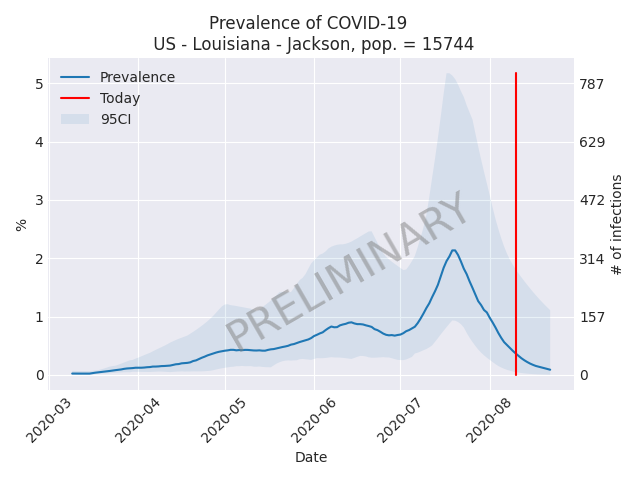 Prevalence of COVID-19
US - Louisiana - Jackson, pop. = 15744
Prevalence
Today
95CI
PRELIMINARY
%
5
4
3
2
1
0
787
629
472
314
157
0
# of infections
2020-03
2020-04
2020-05
2020-06
2020-07
2020-08
Date